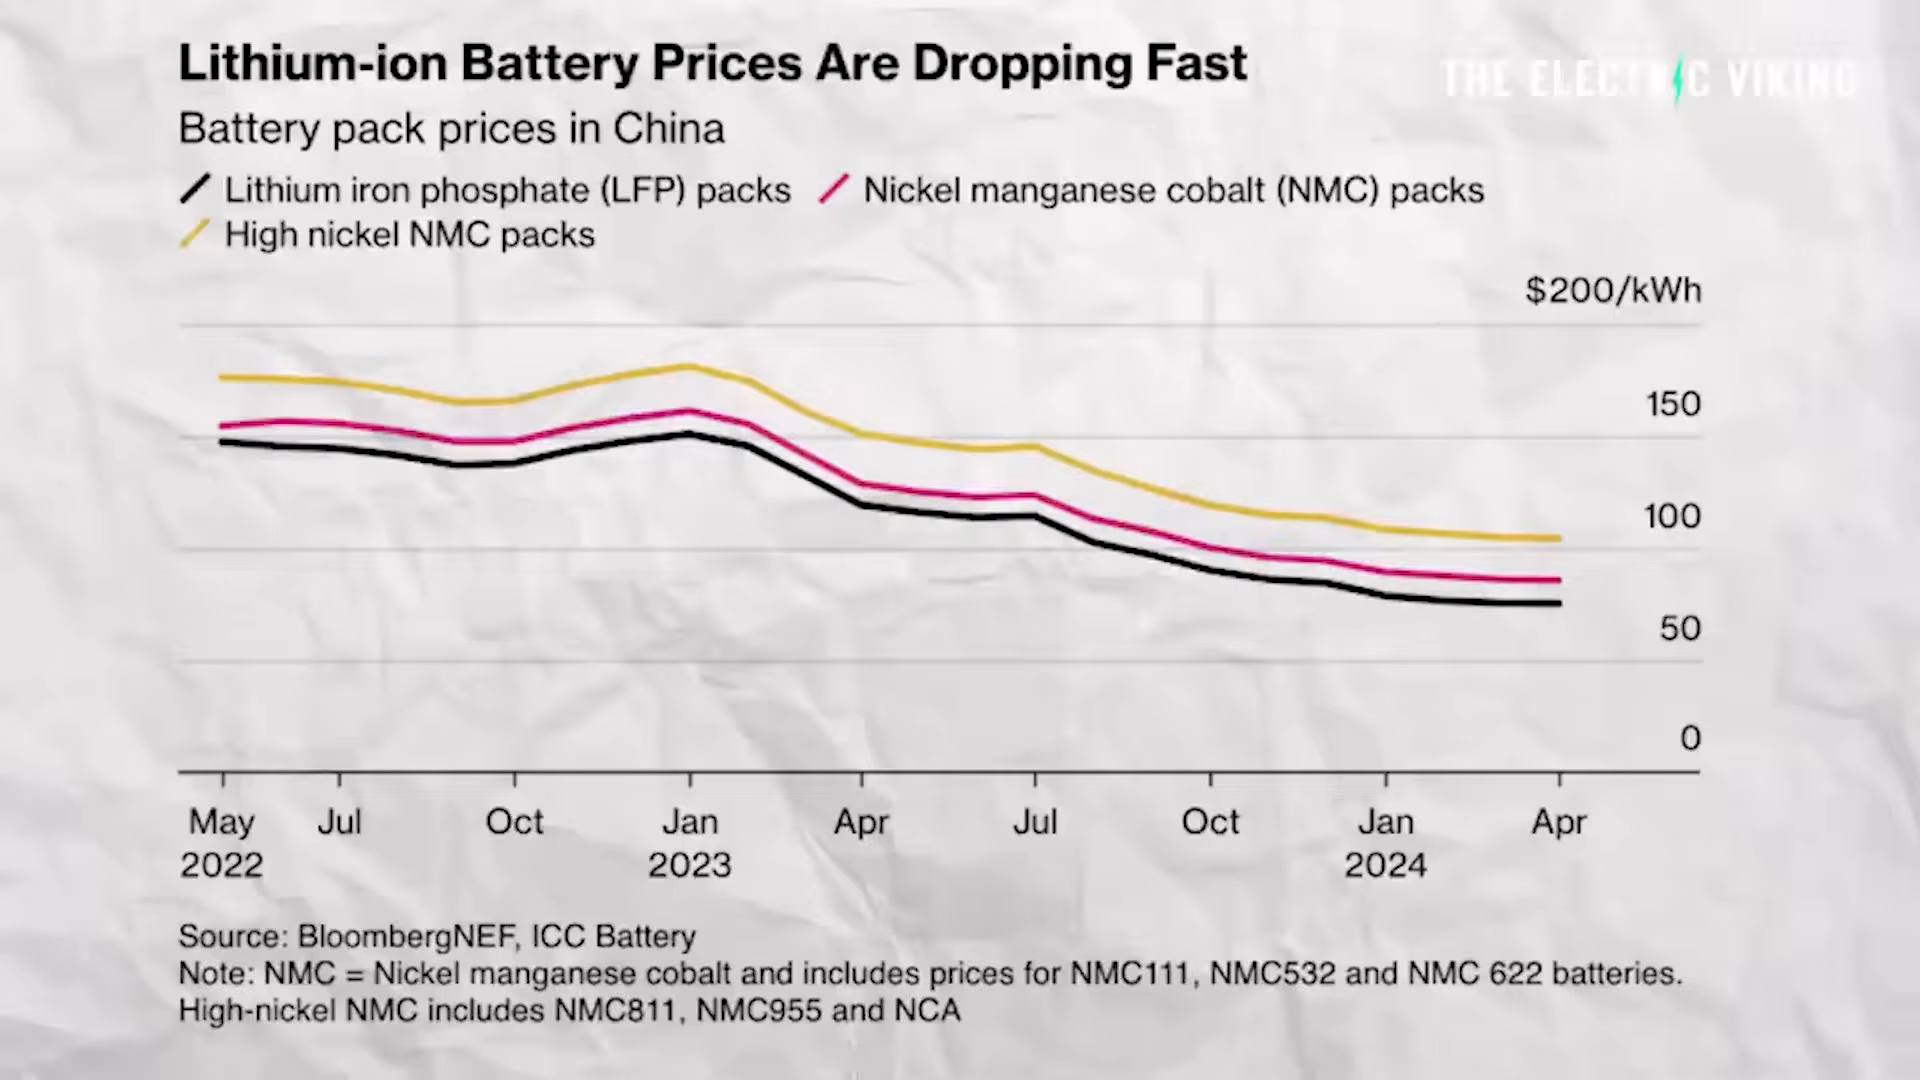 Lithium-ion Battery Prices Are Dropping Fast
THE ELECTRIC VIKING
Battery pack prices in China
Lithium iron phosphate (LFP) packs Nickel manganese cobalt (NMC) packs
High nickel NMC packs
$200/kWh
150
100
50
0
May Jul Oct Jan Apr Jul Oct Jan Apr
2022 2023 2024
Source: BloombergNEF, ICC Battery
Note: NMC = Nickel manganese cobalt and includes prices for NMC111, NMC532 and NMC 622 batteries.
High-nickel NMC includes NMC811, NMC955 and NCA